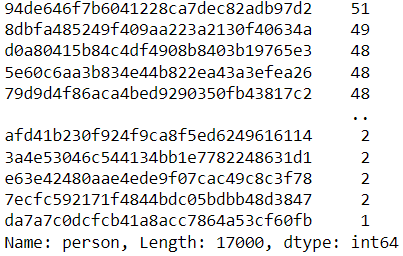 94de646f7b6041228ca7dec82adb97d2    51
8dbfa485249f409aa223a2130f40634a    49
d0a80415b84c4df4908b8403b19765e3    48
5e60c6aa3b834e44b822ea43a3efea26    48
79d9d4f86aca4bed9290350fb43817c2    48
..
afd41b230f924f9ca8f5ed6249616114     2
3a4e53046c544134bb1e7782248631d1     2
e63e42480aae4ede9f07cac49c8c3f78     2
7ecfc592171f4844bdc05bdbb48d3847     2
da7a7c0dcfcb41a8acc7864a53cf60fb     1
Name: person, Length: 17000, dtype: int64